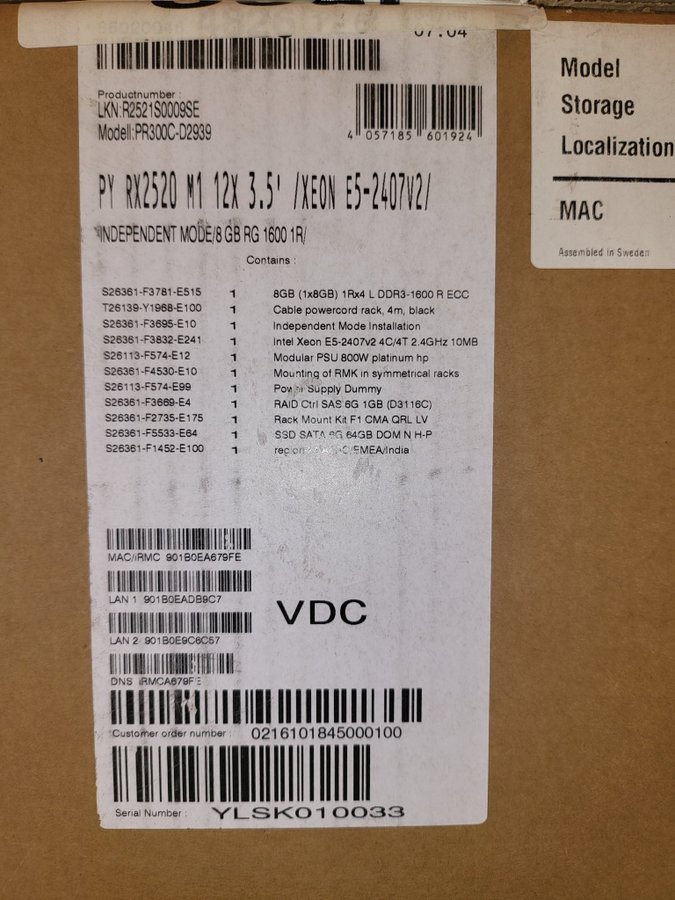 07:04
Productnumber :
LKN:R2521S0009SE
Modell:PR300C-D2939
4 057185 601924
PY RX2520 M1 12X 3.5' /XEON E5-2407V2/
INDEPENDENT MODE/8 GB RG 1600 1R/
Contains :
S26361-F3781-E515 1 8GB (1x8GB) 1Rx4 L DDR3-1600 R ECC
T26139-Y1968-E100 1 Cable powercord rack, 4m, black
S26361-F3695-E10 1 Independent Mode Installation
S26361-F3832-E241 1 Intel Xeon E5-2407v2 4C/4T 2.4GHz 10MB
S26113-F574-E12 1 Modular PSU 800W platinum hp
S26361-F4530-E10 1 Mounting of RMK in symmetrical racks
S26113-F574-E99 1 Power Supply Dummy
S26361-F3669-E4 1 RAID Ctrl SAS 6G 1GB (D3116C)
S26361-F2735-E175 1 Rack Mount Kit F1 CMA QRL LV
S26361-F5533-E64 1 SSD SATA 6G 64GB DOM N H-P
S26361-F1452-E100 1 region /EMEA/India
MAC/iRMC 901B0EA679FE
LAN 1 901B0EADB9C7
LAN 2 901B0E9C6C57
DNS iRMCA679FE
VDC
Customer order number : 0216101845000100
Serial Number : YLSK010033
Model
Storage
Localization
MAC
Assembled in Sweden